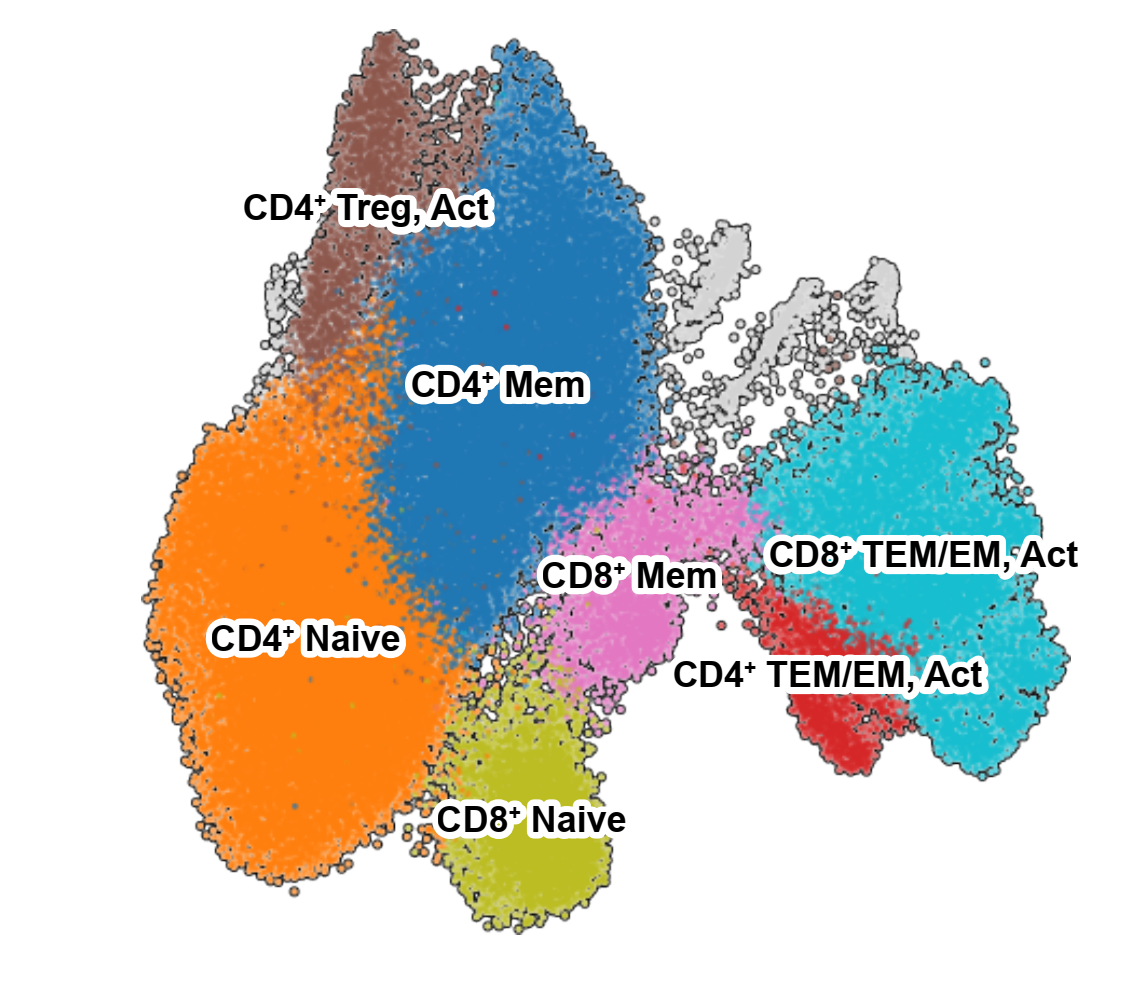 CD4⁺ Treg, Act
CD4⁺ Mem
CD8⁺ TEM/EM, Act
CD8⁺ Mem
CD4⁺ Naive
CD4⁺ TEM/EM, Act
CD8⁺ Naive